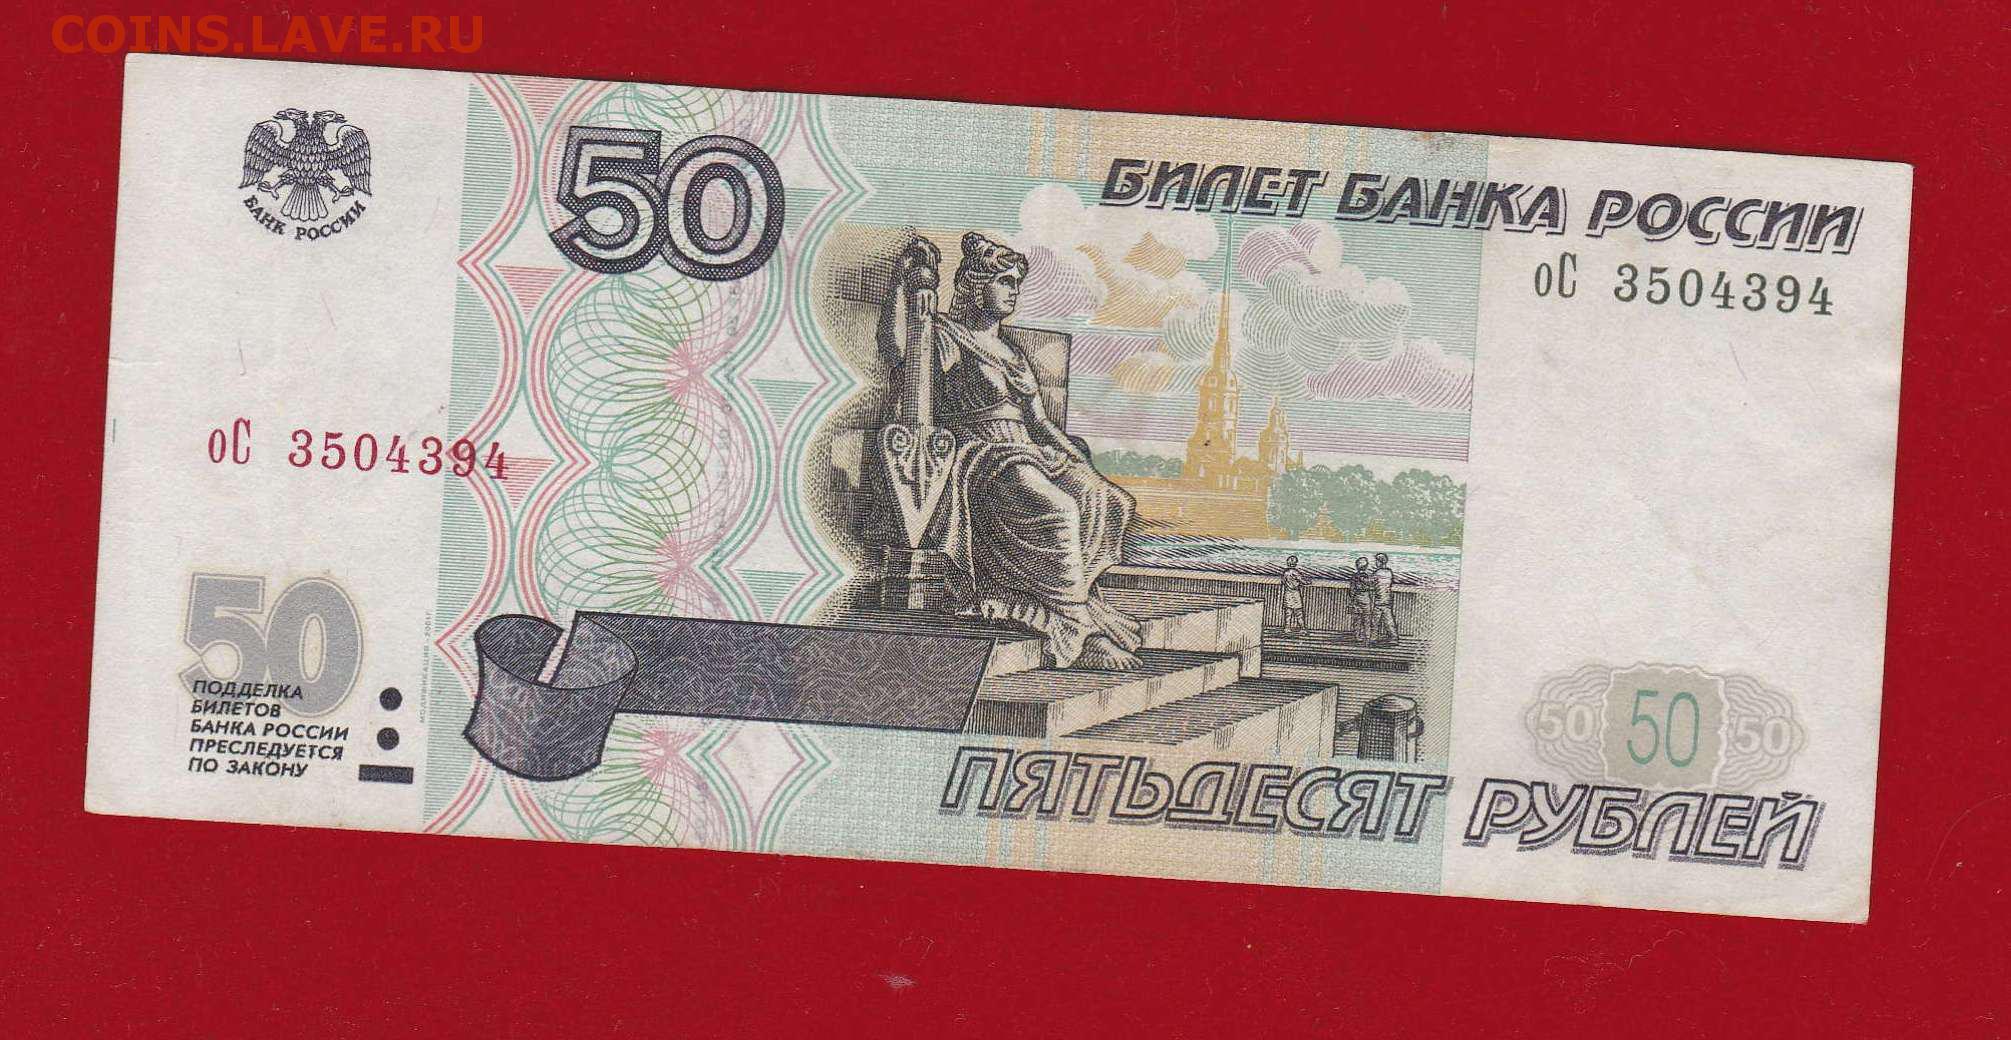 COINS.LAVE.RU
БАНК РОССИИ
50
БИЛЕТ БАНКА РОССИИ
оС 3504394
оС 3504394
50
ПОДДЕЛКА
БИЛЕТОВ
БАНКА РОССИИ
ПРЕСЛЕДУЕТСЯ
ПО ЗАКОНУ
50 50 50
ПЯТЬДЕСЯТ РУБЛЕЙ